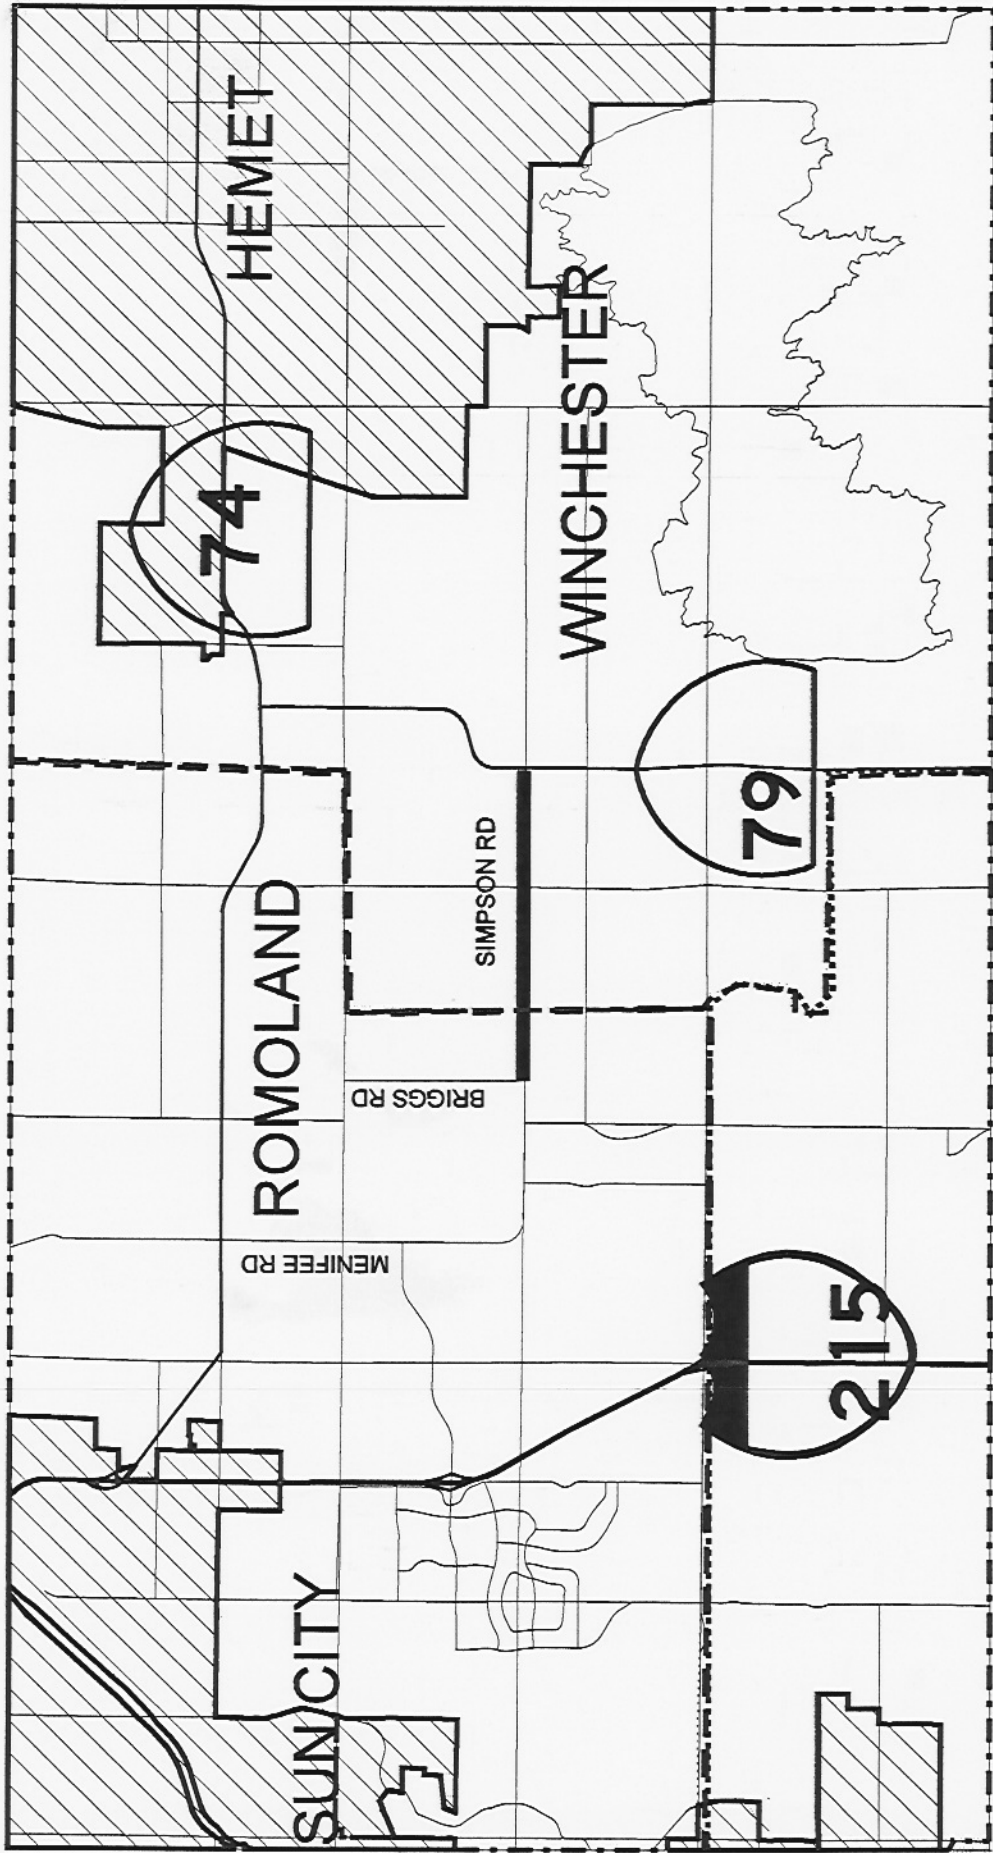 HEMET
74
WINCHESTER
ROMOLAND
SIMPSON RD
79
BRIGGS RD
MENIFEE RD
215
SUN CITY